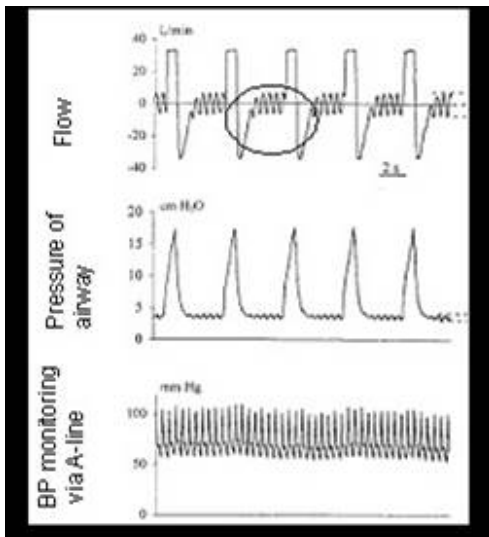 L/min
40
20
0
-20
-40
Flow
2 s
cm H₂O
20
15
10
5
0
Pressure of
airway
mm Hg
100
50
0
BP monitoring
via A-line